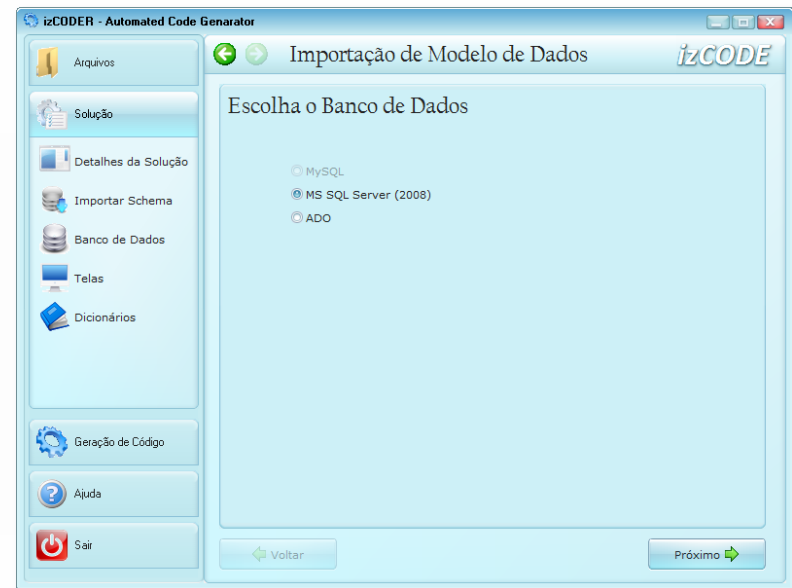 izCODER - Automated Code Genarator
Arquivos
Solução
Detalhes da Solução
Importar Schema
Banco de Dados
Telas
Dicionários
Geração de Código
Ajuda
Sair
Importação de Modelo de Dados
izCODE
Escolha o Banco de Dados
MySQL
MS SQL Server (2008)
ADO
Voltar
Próximo